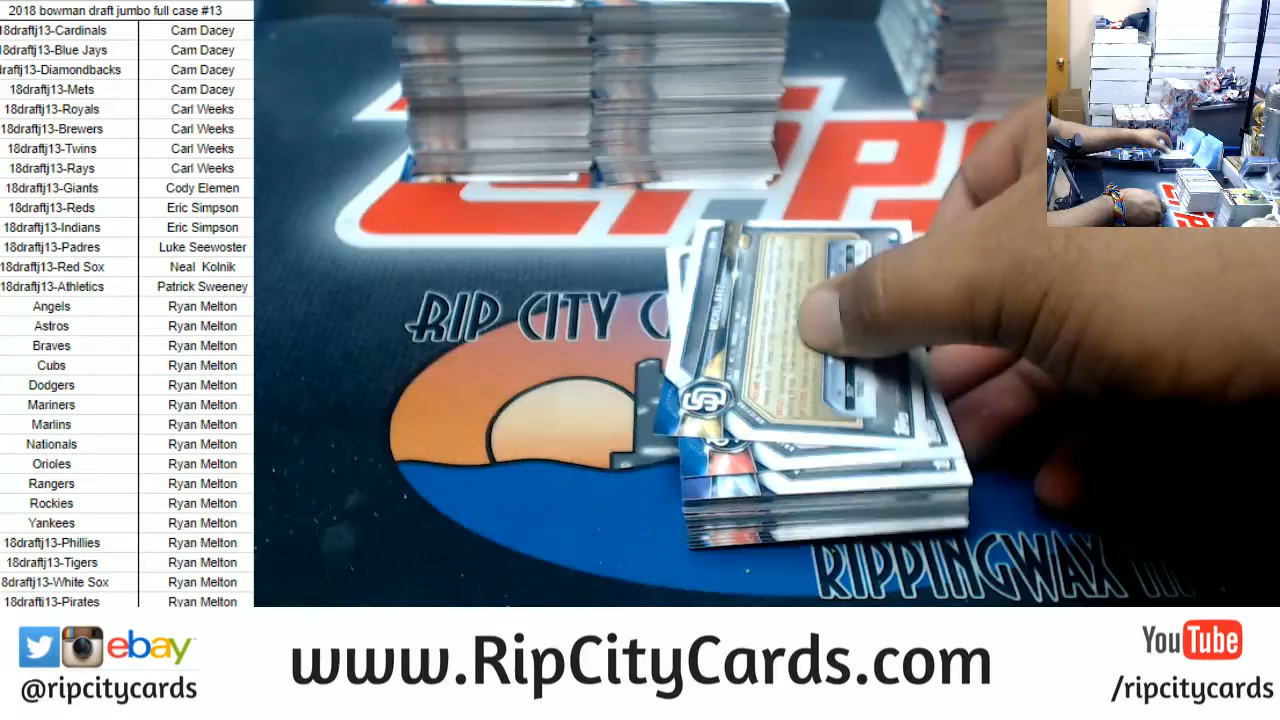 2018 bowman draft jumbo full case #13
18draftj13-Cardinals Cam Dacey
18draftj13-Blue Jays Cam Dacey
draftj13-Diamondbacks Cam Dacey
18draftj13-Mets Cam Dacey
18draftj13-Royals Carl Weeks
18draftj13-Brewers Carl Weeks
18draftj13-Twins Carl Weeks
18draftj13-Rays Carl Weeks
18draftj13-Giants Cody Elemen
18draftj13-Reds Eric Simpson
18draftj13-Indians Eric Simpson
18draftj13-Padres Luke Seewoster
18draftj13-Red Sox Neal Kolnik
18draftj13-Athletics Patrick Sweeney
Angels Ryan Melton
Astros Ryan Melton
Braves Ryan Melton
Cubs Ryan Melton
Dodgers Ryan Melton
Mariners Ryan Melton
Marlins Ryan Melton
Nationals Ryan Melton
Orioles Ryan Melton
Rangers Ryan Melton
Rockies Ryan Melton
Yankees Ryan Melton
18draftj13-Phillies Ryan Melton
18draftj13-Tigers Ryan Melton
8draftj13-White Sox Ryan Melton
18draftj13-Pirates Ryan Melton
RIP CITY C
RIPPINGWAX
SD
Topps
ebay
@ripcitycards
www.RipCityCards.com
YouTube
/ripcitycards